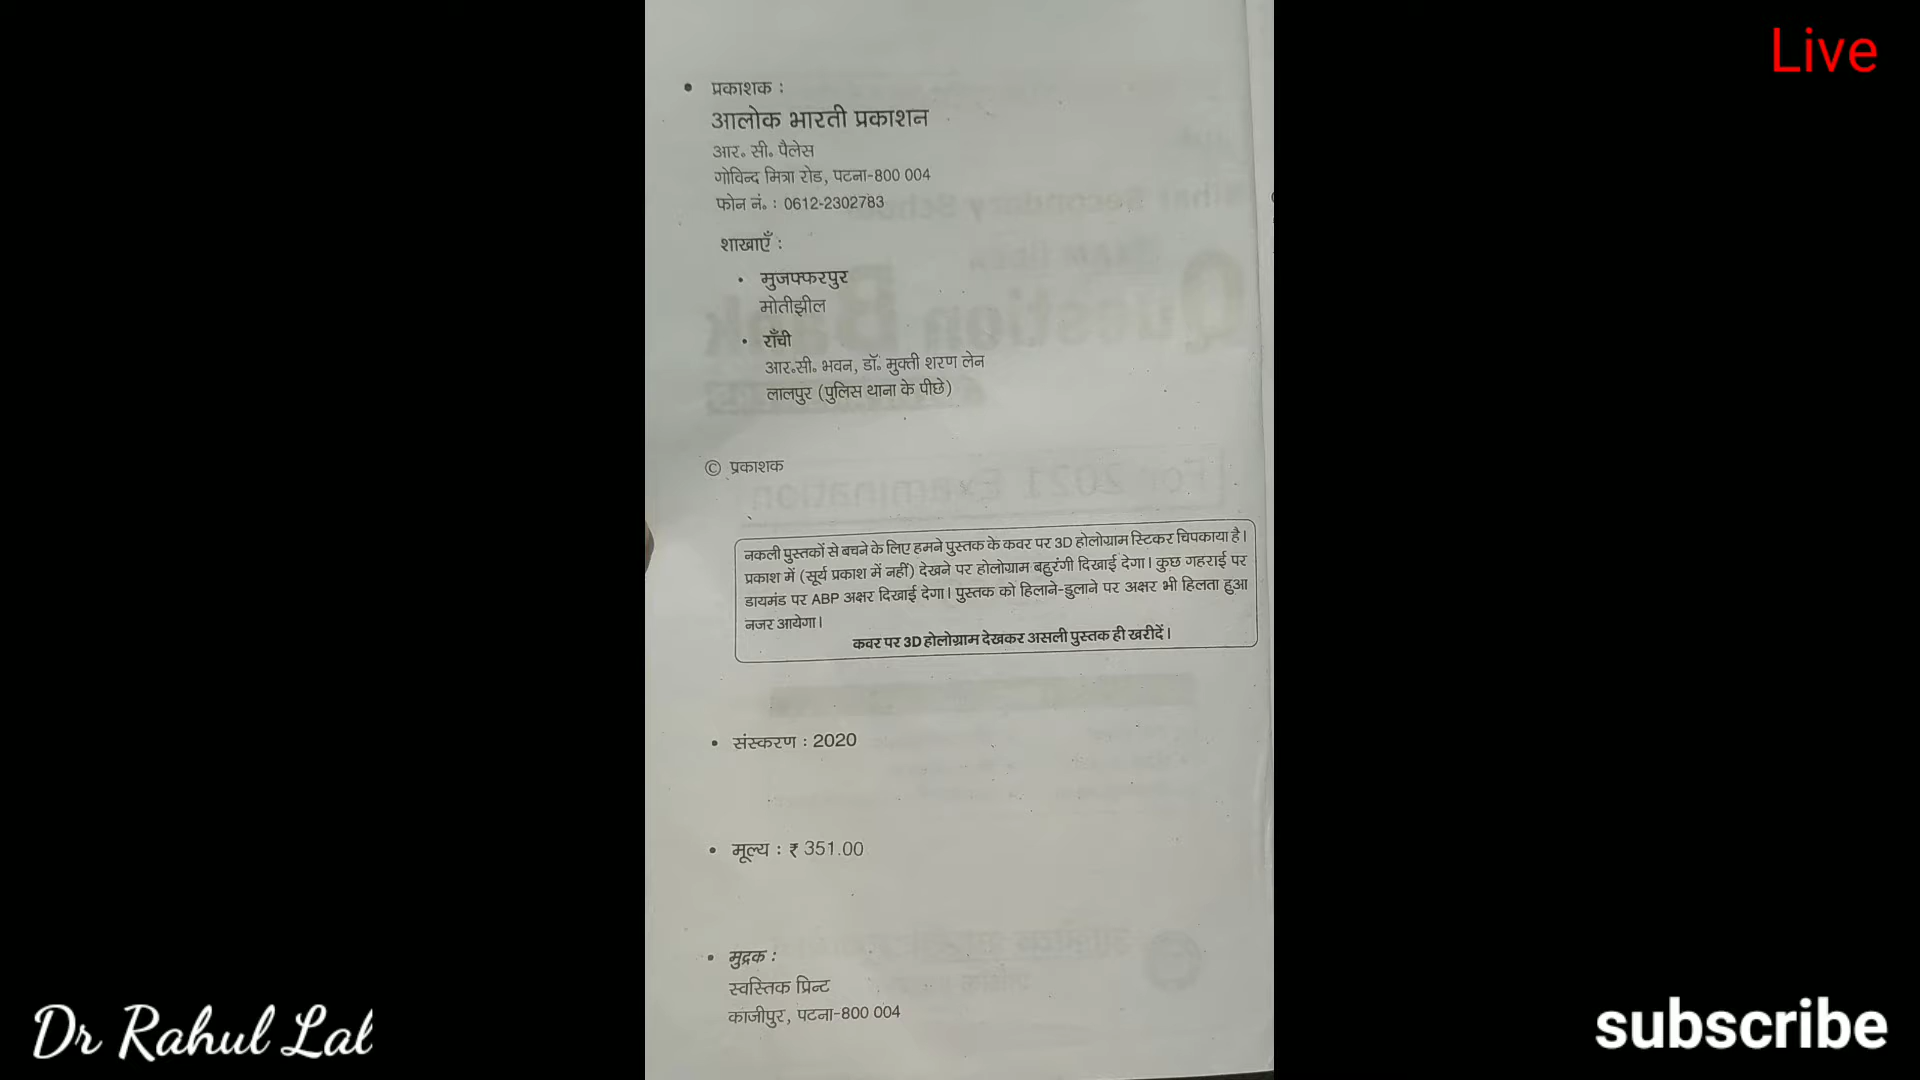 Live
• प्रकाशक :
आलोक भारती प्रकाशन
आर॰ सी॰ पैलेस
गोविन्द मित्रा रोड, पटना-800 004
फोन नं॰ : 0612-2302783
शाखाएँ :
• मुजफ्फरपुर
मोतीझील
• राँची
आर॰सी॰ भवन, डॉ॰ मुक्ती शरण लेन
लालपुर (पुलिस थाना के पीछे)
© प्रकाशक
नकली पुस्तकों से बचने के लिए हमने पुस्तक के कवर पर 3D होलोग्राम स्टिकर चिपकाया है।
प्रकाश में (सूर्य प्रकाश में नहीं) देखने पर होलोग्राम बहुरंगी दिखाई देगा। कुछ गहराई पर
डायमंड पर ABP अक्षर दिखाई देगा। पुस्तक को हिलाने-डुलाने पर अक्षर भी हिलता हुआ
नजर आयेगा।
कवर पर 3D होलोग्राम देखकर असली पुस्तक ही खरीदें।
• संस्करण : 2020
• मूल्य : ₹ 351.00
• मुद्रक :
स्वस्तिक प्रिन्ट
काजीपुर, पटना-800 004
Dr Rahul Lal
subscribe